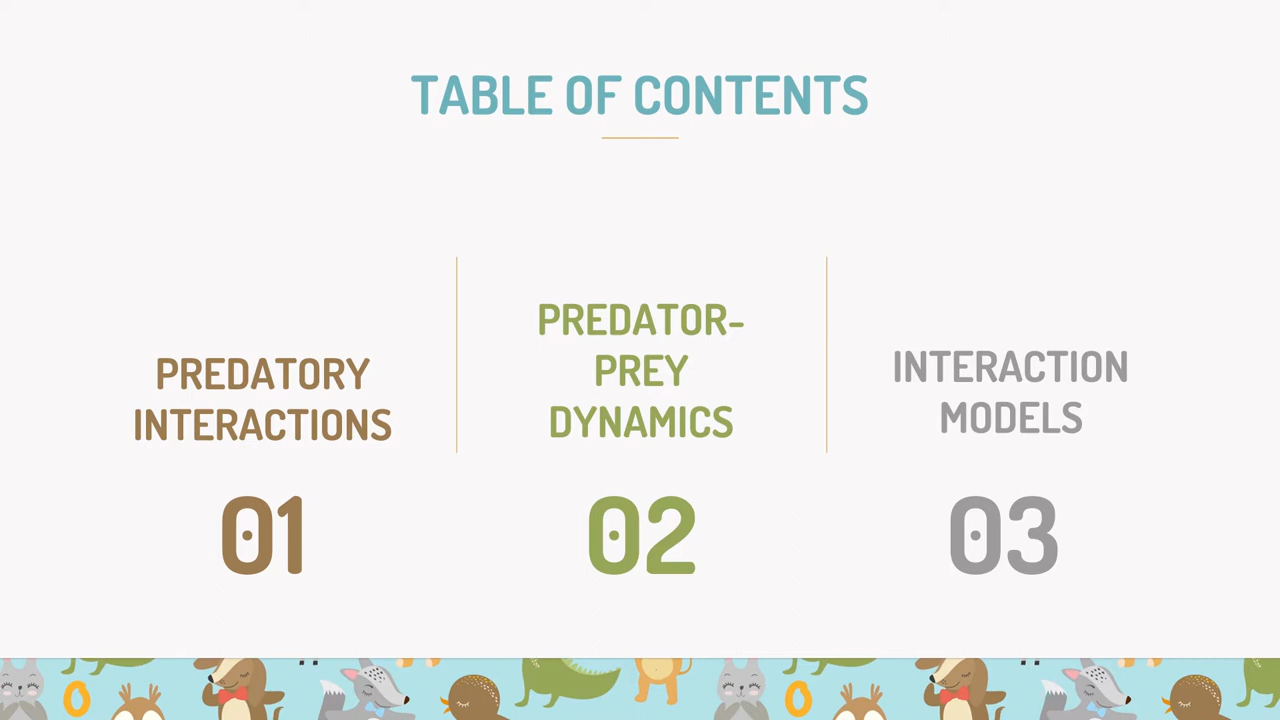 TABLE OF CONTENTS
PREDATORY
INTERACTIONS
01
PREDATOR-
PREY
DYNAMICS
02
INTERACTION
MODELS
03